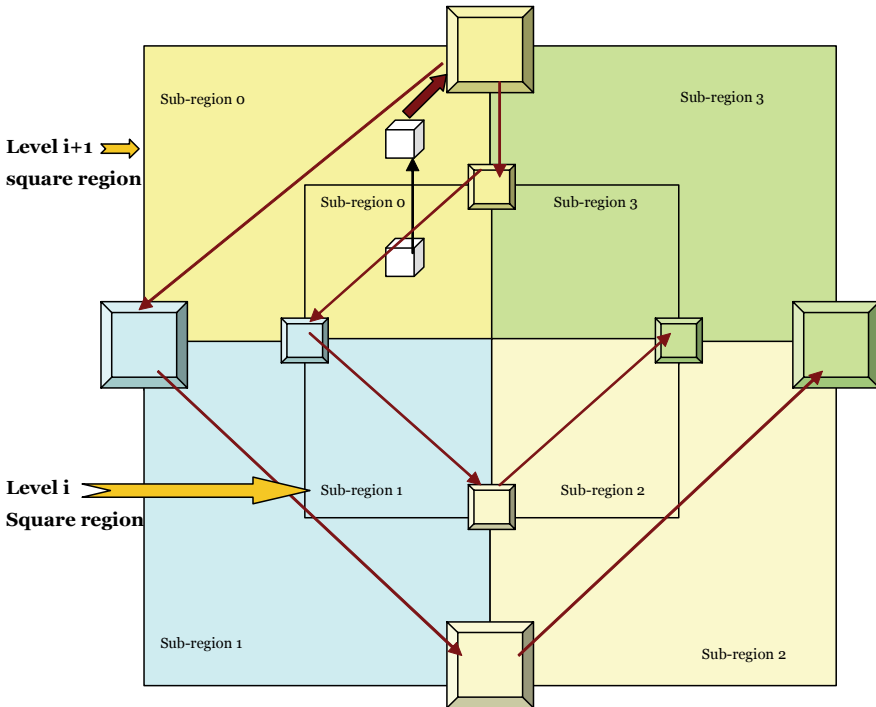 Sub-region 0
Sub-region 3
Level i+1
square region
Sub-region 0
Sub-region 3
Level i
Square region
Sub-region 1
Sub-region 2
Sub-region 1
Sub-region 2